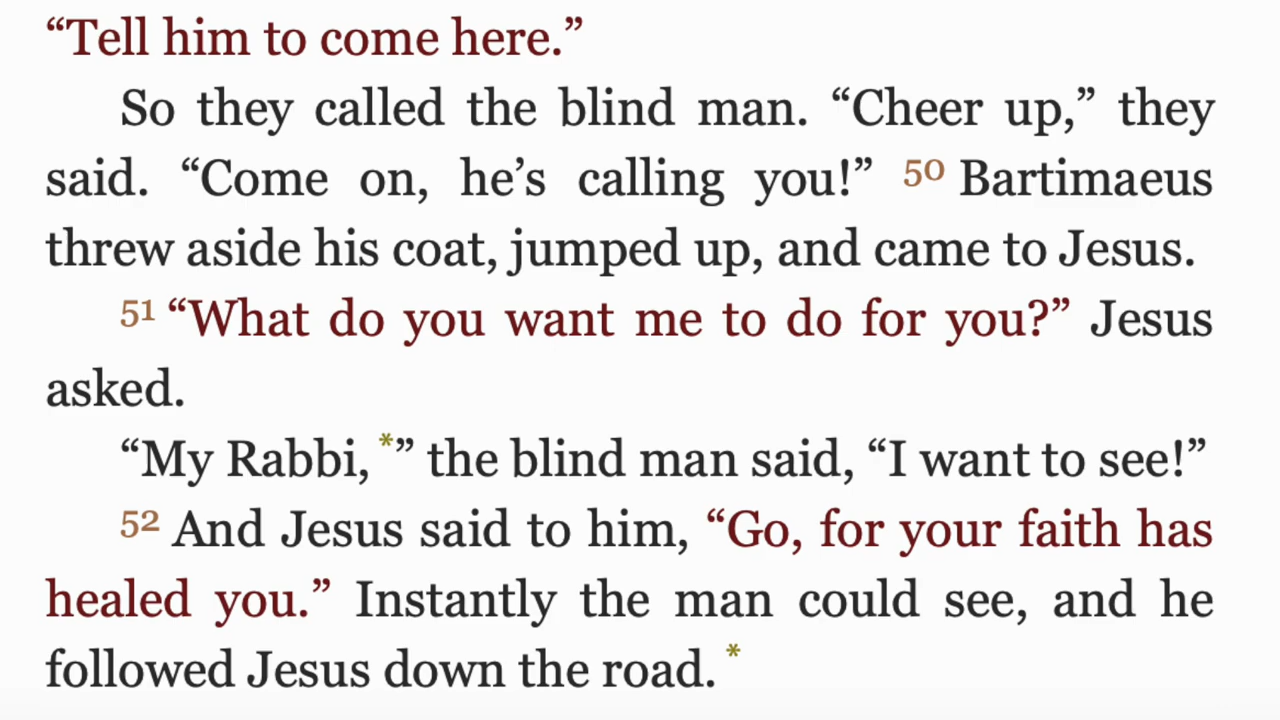 “Tell him to come here.”
So they called the blind man. “Cheer up,” they
said. “Come on, he’s calling you!” 50 Bartimaeus
threw aside his coat, jumped up, and came to Jesus.
51 “What do you want me to do for you?” Jesus
asked.
“My Rabbi, *” the blind man said, “I want to see!”
52 And Jesus said to him, “Go, for your faith has
healed you.” Instantly the man could see, and he
followed Jesus down the road. *